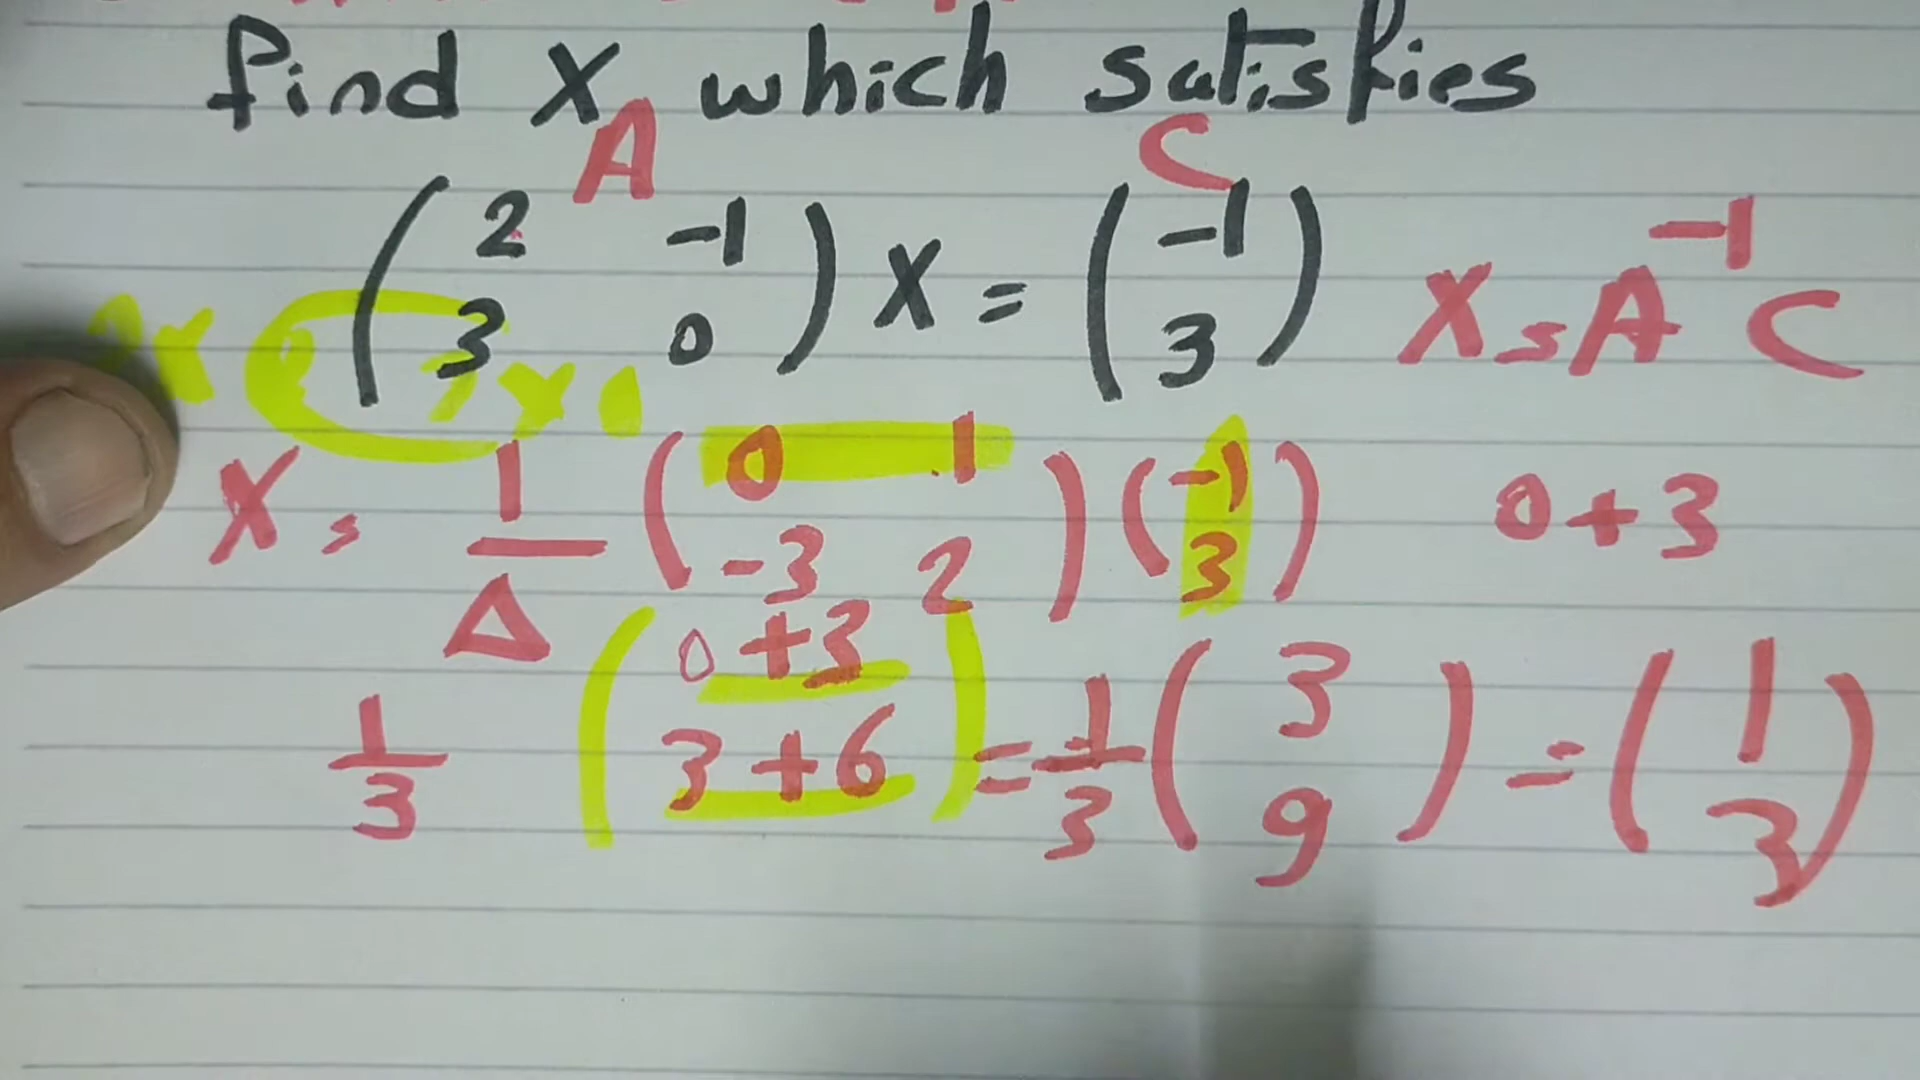 find X which satisfies
A C
( 2 -1 ) X = ( -1 ) X = A⁻¹ C
( 3 0 ) ( 3 )
X = 1/Δ ( 0 1 ) ( -1 ) 0 + 3
( -3 2 ) ( 3 )
1/3 ( 0 + 3 ) = 1/3 ( 3 ) = ( 1 )
( 3 + 6 ) ( 9 ) ( 3 )